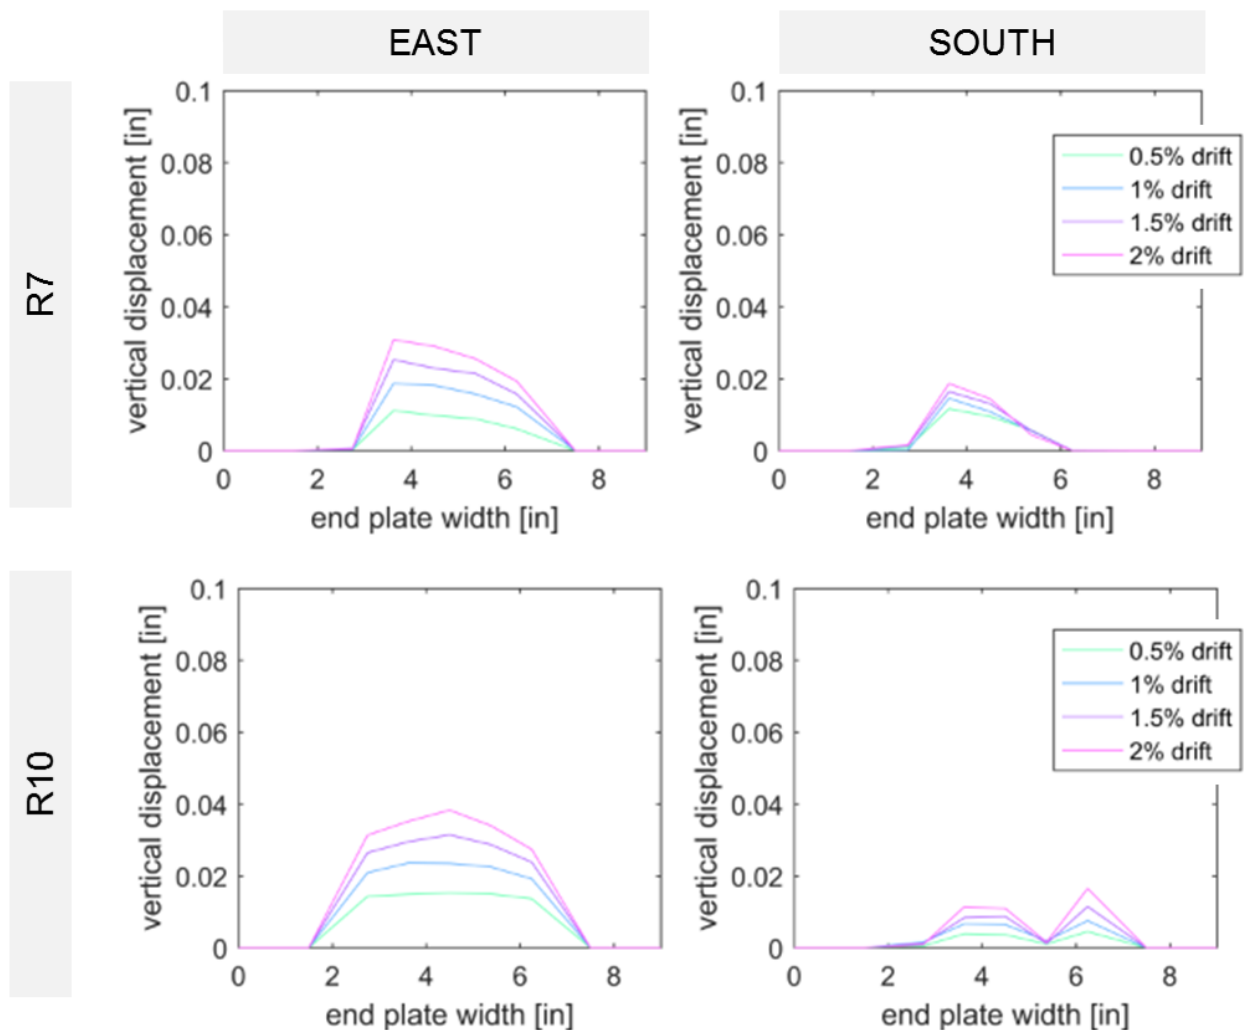 EAST
SOUTH
R7
vertical displacement [in]
0.1
0.08
0.06
0.04
0.02
0
0 2 4 6 8
end plate width [in]
vertical displacement [in]
0.1
0.08
0.06
0.04
0.02
0
0 2 4 6 8
end plate width [in]
0.5% drift
1% drift
1.5% drift
2% drift
R10
vertical displacement [in]
0.1
0.08
0.06
0.04
0.02
0
0 2 4 6 8
end plate width [in]
vertical displacement [in]
0.1
0.08
0.06
0.04
0.02
0
0 2 4 6 8
end plate width [in]
0.5% drift
1% drift
1.5% drift
2% drift